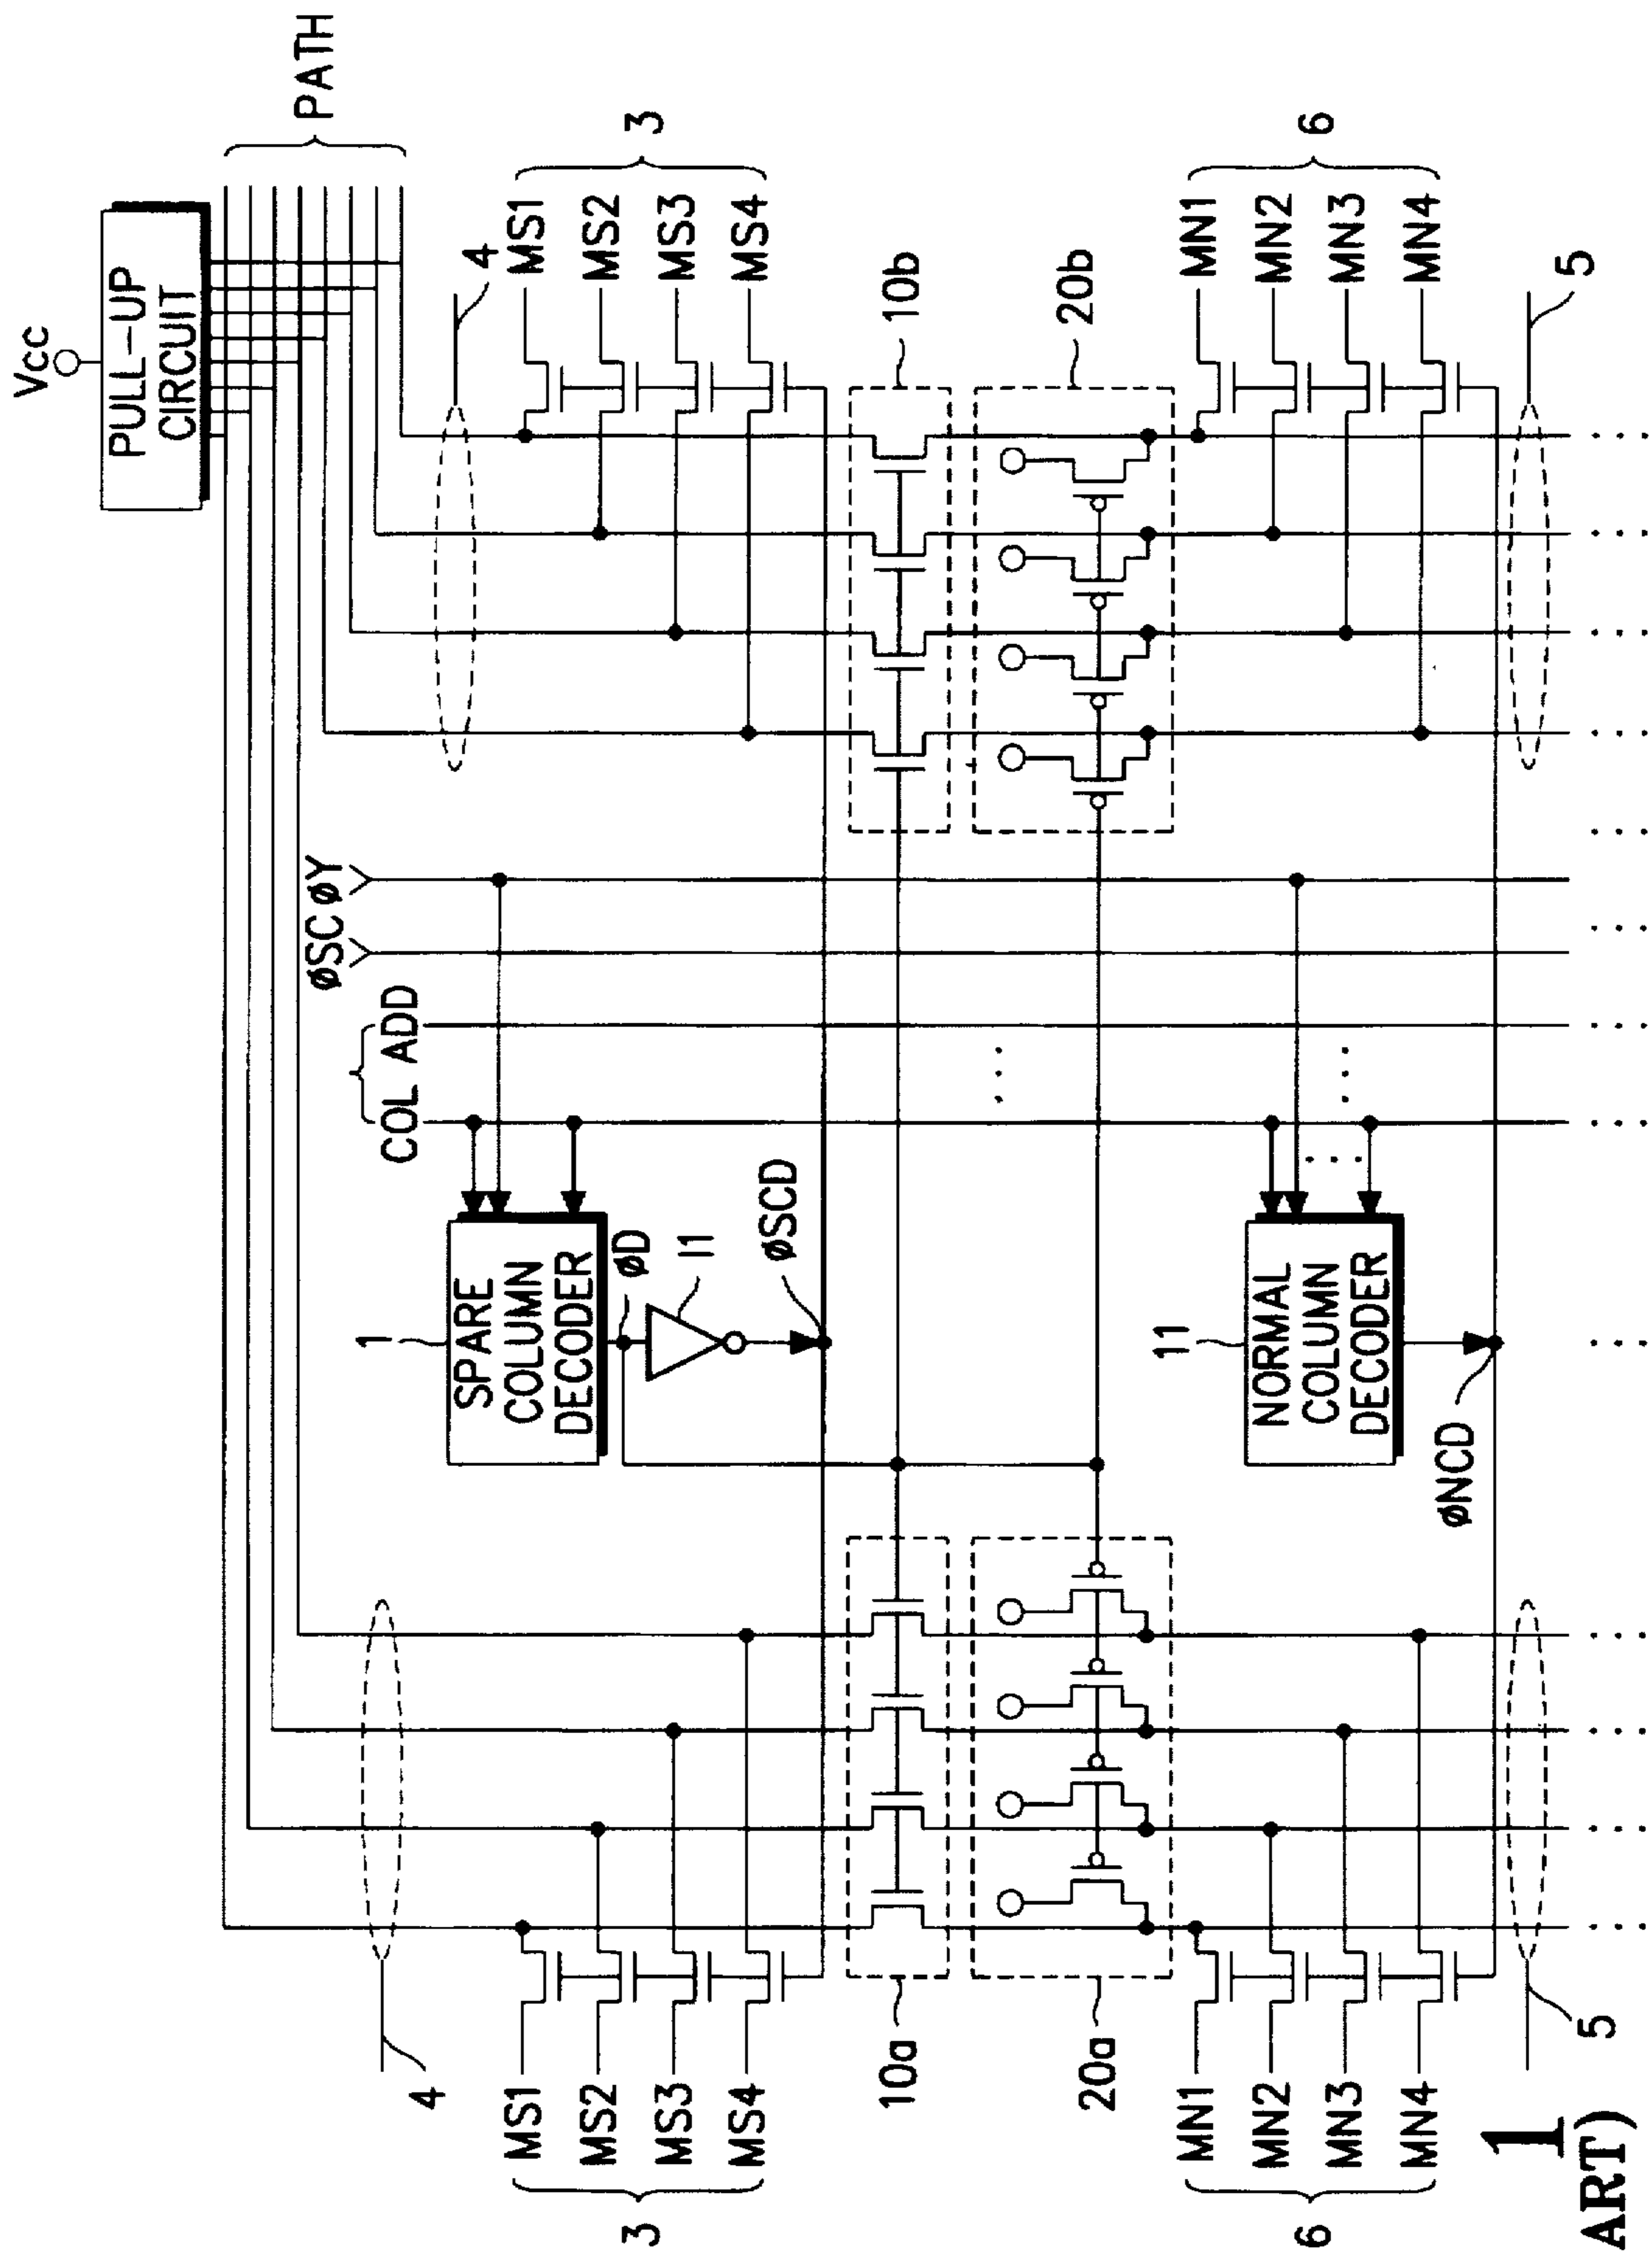 Vcc
PULL-UP
CIRCUIT
PATH
øSC
øY
COL ADD
4
4
MS1
MS2
MS3
MS4
3
MS1
MS2
MS3
MS4
3
1
SPARE
COLUMN
DECODER
øD
I1
øSCD
10a
10b
20a
20b
11
NORMAL
COLUMN
DECODER
øNCD
MN1
MN2
MN3
MN4
6
MN1
MN2
MN3
MN4
6
5
5
1
ART)